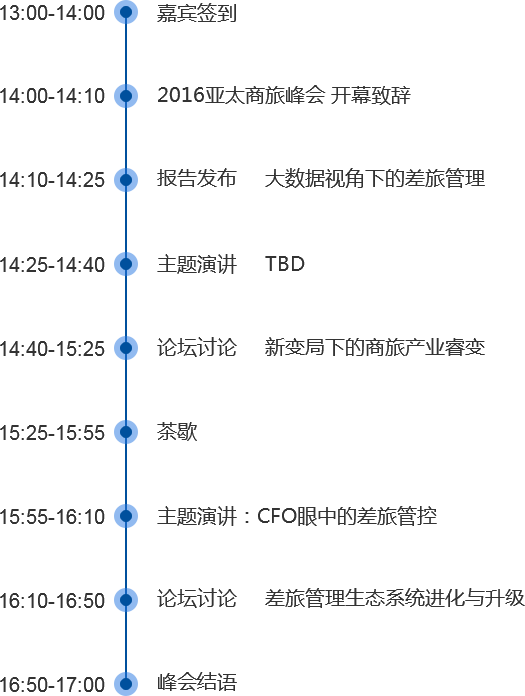 13:00-14:00 嘉宾签到
14:00-14:10 2016亚太商旅峰会 开幕致辞
14:10-14:25 报告发布 大数据视角下的差旅管理
14:25-14:40 主题演讲 TBD
14:40-15:25 论坛讨论 新变局下的商旅产业睿变
15:25-15:55 茶歇
15:55-16:10 主题演讲：CFO眼中的差旅管控
16:10-16:50 论坛讨论 差旅管理生态系统进化与升级
16:50-17:00 峰会结语